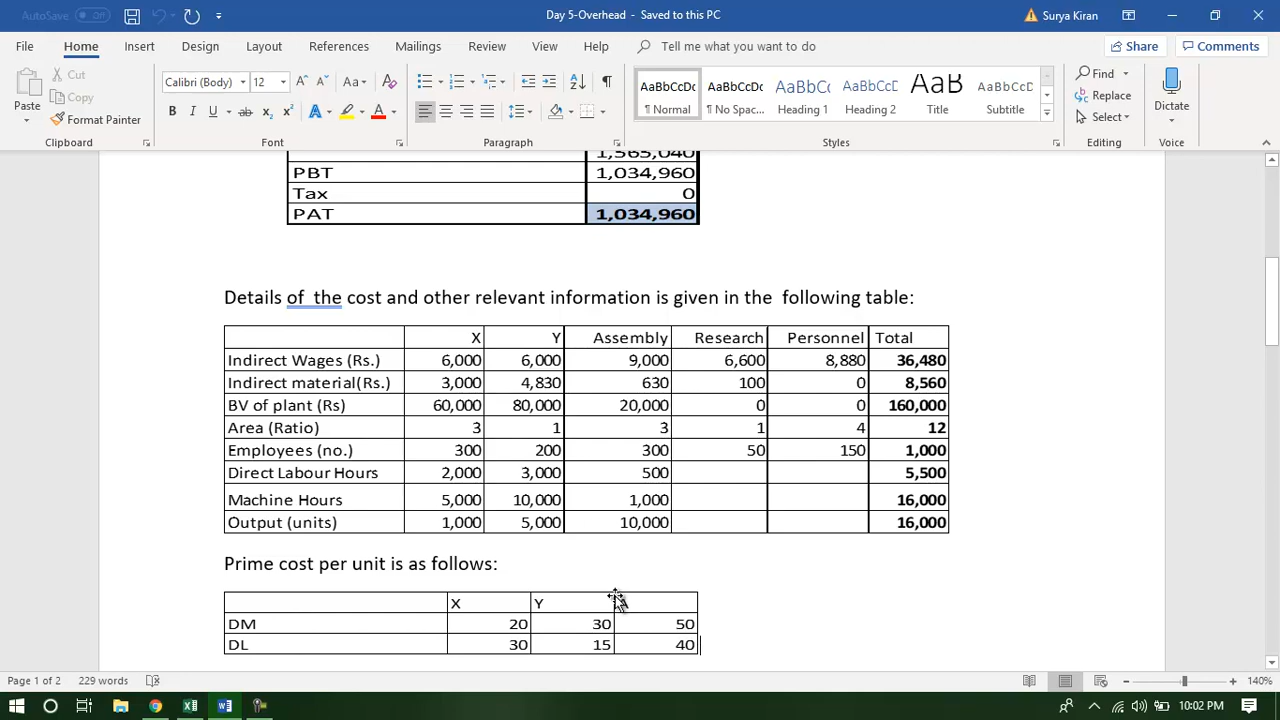 AutoSave Off Day 5-Overhead – Saved to this PC Surya Kiran
File Home Insert Design Layout References Mailings Review View Help Tell me what you want to do Share Comments
Paste Cut Copy Format Painter
Calibri (Body) 12 Aa A
B I U ab x₂ x² A A
AaBbCcDc AaBbCcDc AaBbCc AaBbCcD AaB AaBbCcDc
¶ Normal ¶ No Spac... Heading 1 Heading 2 Title Subtitle
Find Replace Select Dictate
Clipboard Font Paragraph Styles Editing Voice
1,565,040
PBT 1,034,960
Tax 0
PAT 1,034,960
Details of the cost and other relevant information is given in the following table:
X Y Assembly Research Personnel Total
Indirect Wages (Rs.) 6,000 6,000 9,000 6,600 8,880 36,480
Indirect material(Rs.) 3,000 4,830 630 100 0 8,560
BV of plant (Rs) 60,000 80,000 20,000 0 0 160,000
Area (Ratio) 3 1 3 1 4 12
Employees (no.) 300 200 300 50 150 1,000
Direct Labour Hours 2,000 3,000 500 5,500
Machine Hours 5,000 10,000 1,000 16,000
Output (units) 1,000 5,000 10,000 16,000
Prime cost per unit is as follows:
X Y
DM 20 30 50
DL 30 15 40
Page 1 of 2 229 words 140%
10:02 PM